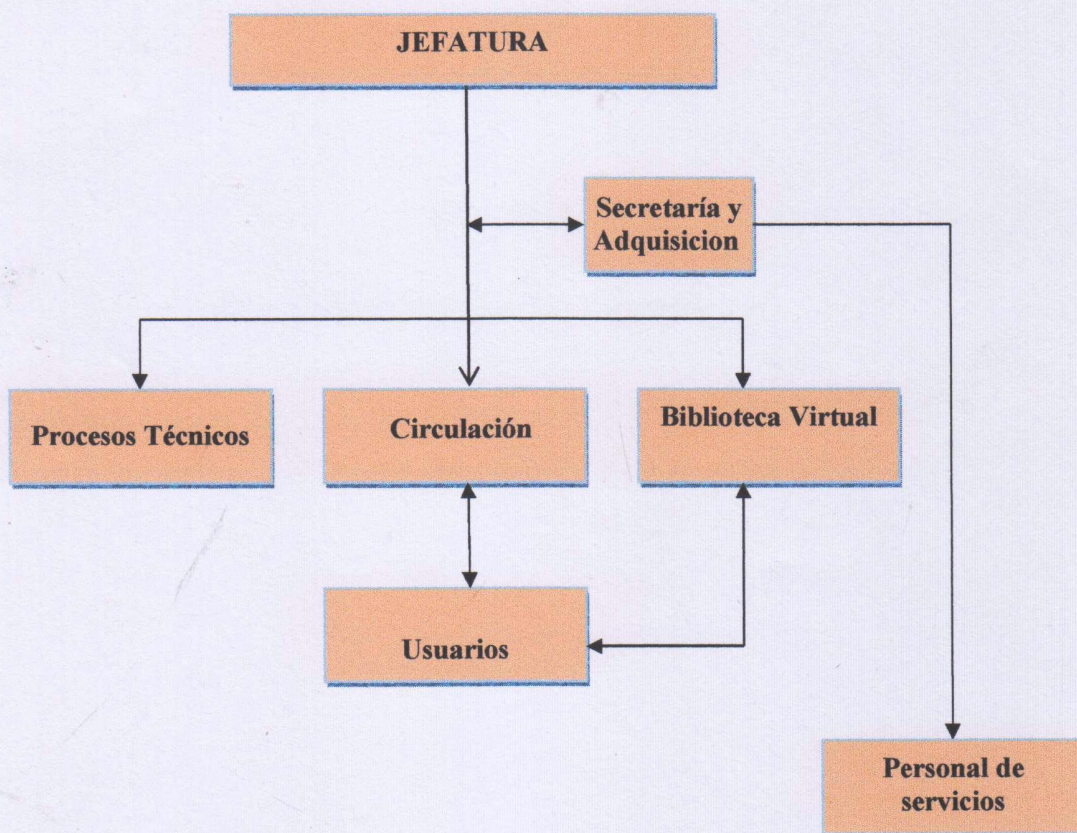 JEFATURA
Secretaría y
Adquisicion
Procesos Técnicos
Circulación
Biblioteca Virtual
Usuarios
Personal de
servicios